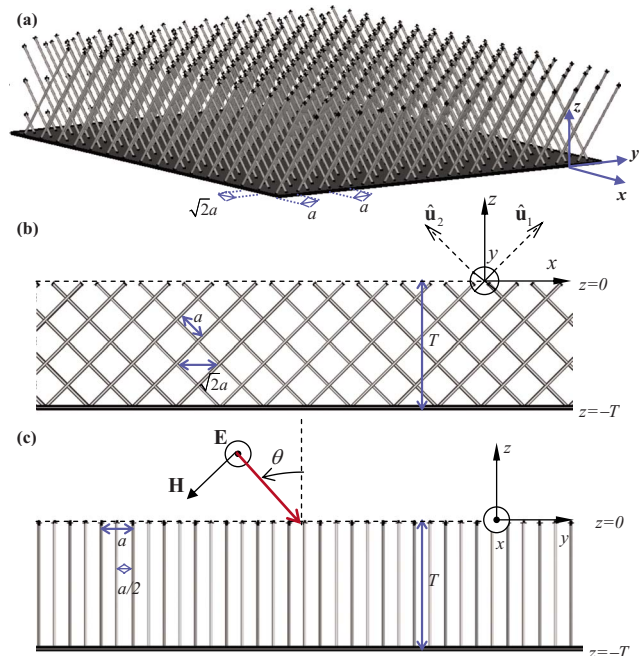 (a)
z
y
x
√2a
a
a
(b)
z
û₂
û₁
y
x
z=0
a
T
√2a
z=−T
(c)
E
θ
H
z
z=0
a
x
y
T
a/2
z=−T